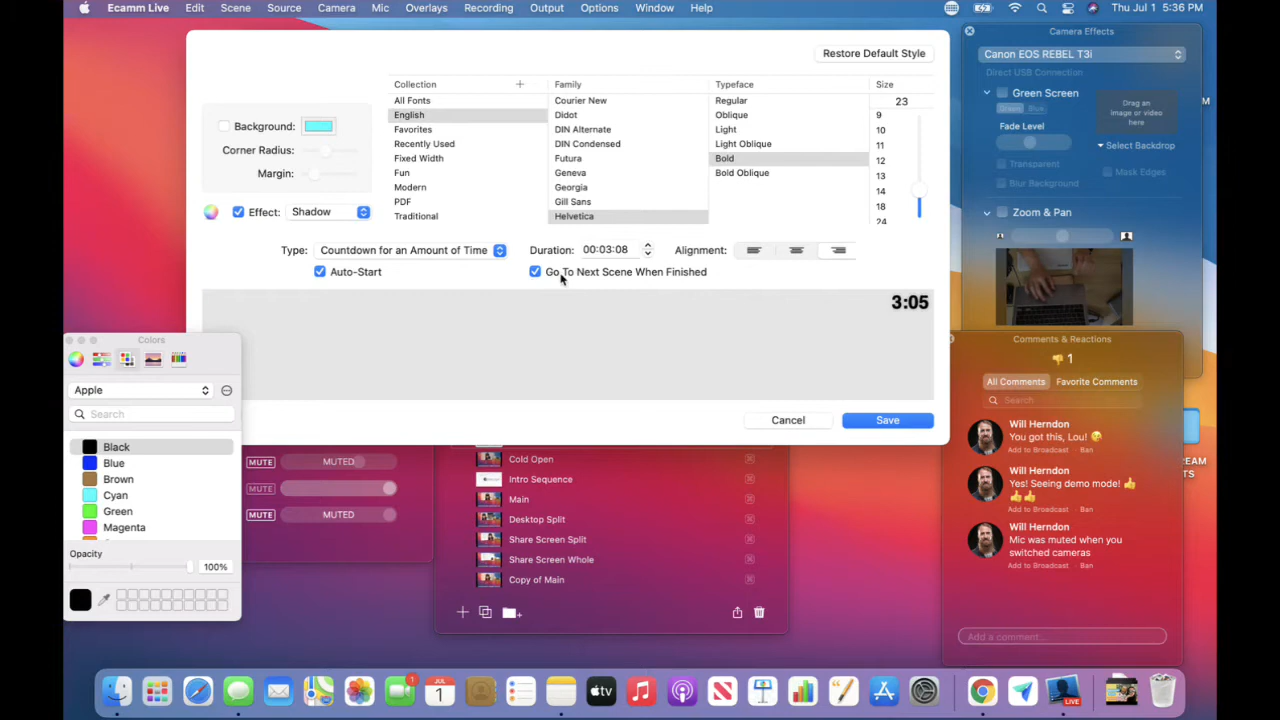 Ecamm Live Edit Scene Source Camera Mic Overlays Recording Output Options Window Help Thu Jul 1 5:36 PM
Restore Default Style
Collection + Family Typeface Size
All Fonts Courier New Regular 23
English Didot Oblique 9
Favorites DIN Alternate Light 10
Recently Used DIN Condensed Light Oblique 11
Fixed Width Futura Bold 12
Fun Geneva Bold Oblique 13
Modern Georgia 14
PDF Gill Sans 18
Traditional Helvetica 24
Background:
Corner Radius:
Margin:
Effect: Shadow
Type: Countdown for an Amount of Time Duration: 00:03:08 Alignment:
Auto-Start Go To Next Scene When Finished
3:05
Cancel Save
Colors
Apple
Search
Black
Blue
Brown
Cyan
Green
Magenta
Opacity
100%
MUTE MUTED
MUTE
MUTE MUTED
Cold Open
Intro Sequence
Main
Desktop Split
Share Screen Split
Share Screen Whole
Copy of Main
Camera Effects
Canon EOS REBEL T3i
Direct USB Connection
Green Screen
Green Blue
Fade Level
Drag an
image or video
here
Select Backdrop
Transparent
Mask Edges
Blur Background
Zoom & Pan
Comments & Reactions
👎 1
All Comments Favorite Comments
Search
Will Herndon
You got this, Lou! 😜
Add to Broadcast · Ban
Will Herndon
Yes! Seeing demo mode! 👍
👍👍
Add to Broadcast · Ban
Will Herndon
Mic was muted when you
switched cameras
Add to Broadcast · Ban
Add a comment...
M
REAM
TS
JUL
1
1
tv
LIVE